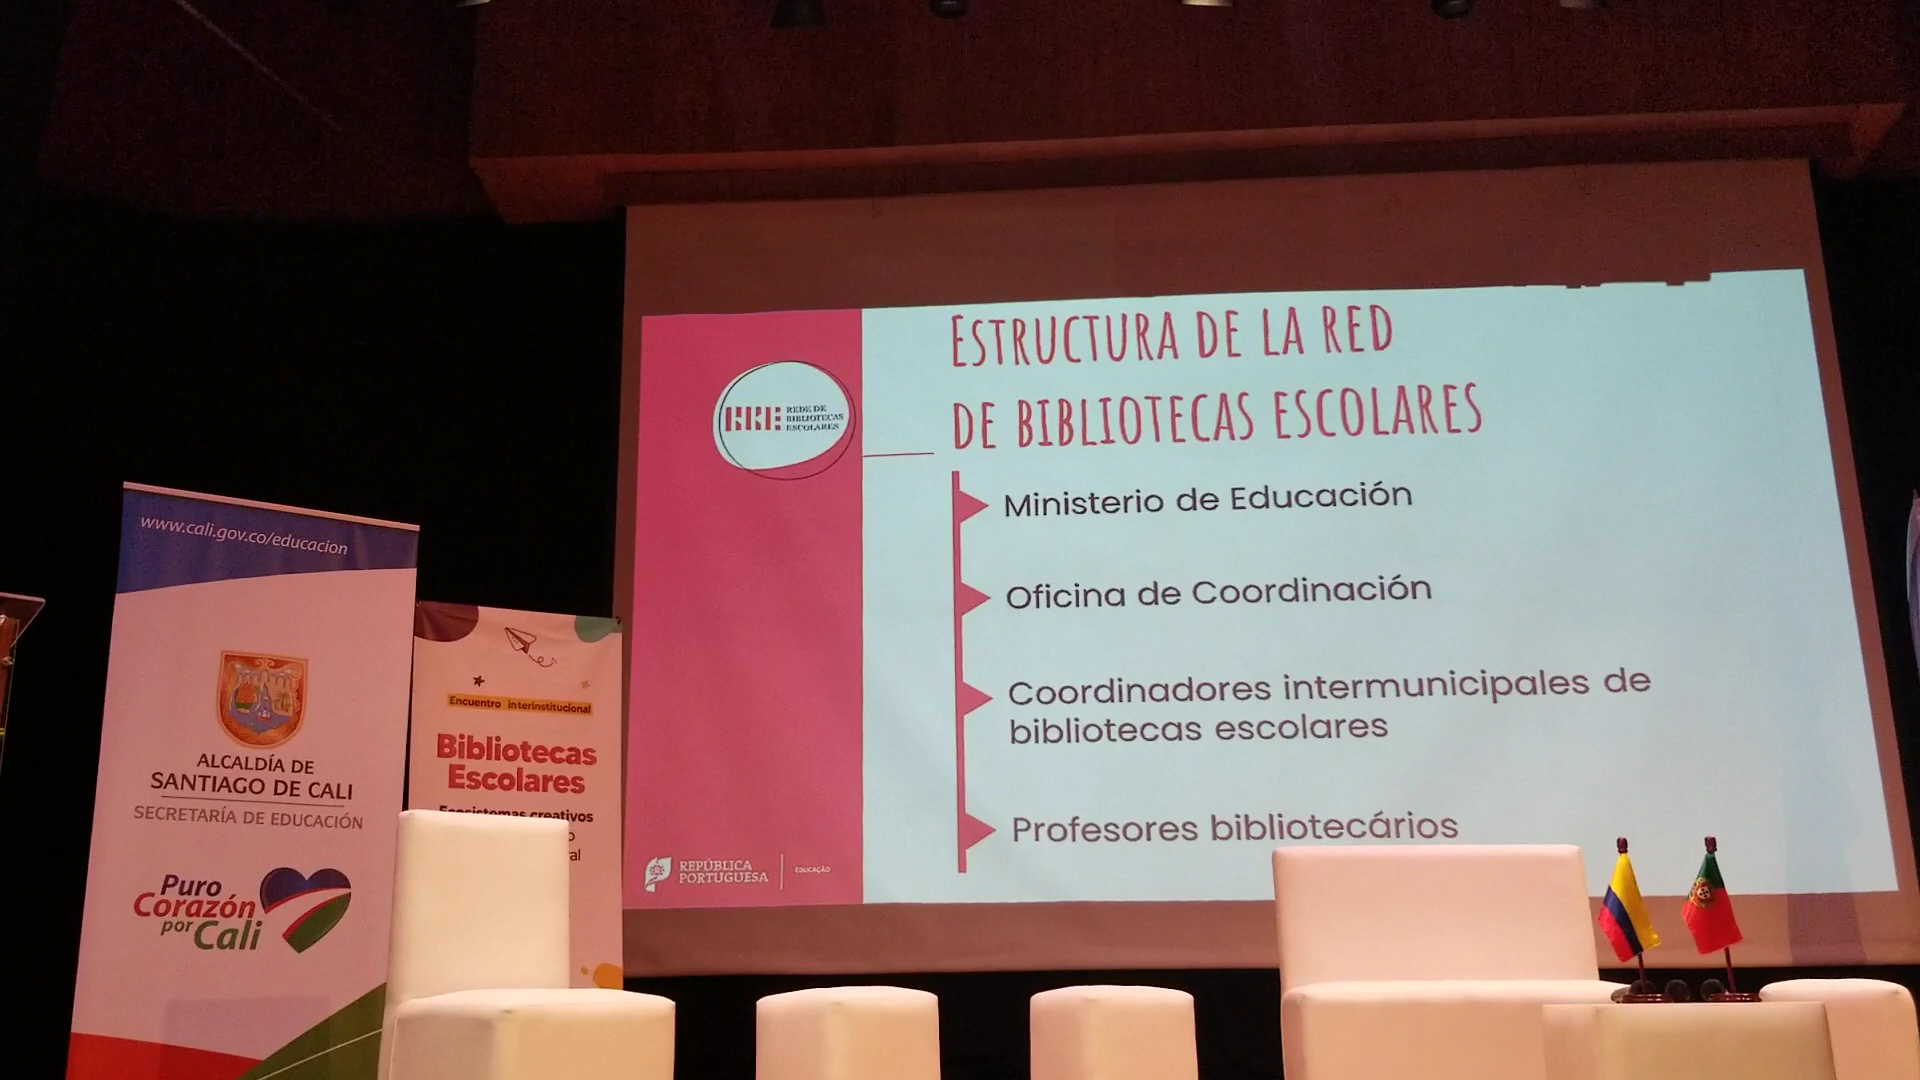 www.cali.gov.co/educacion
ALCALDÍA DE
SANTIAGO DE CALI
SECRETARÍA DE EDUCACIÓN
Puro
Corazón
por Cali
Encuentro interinstitucional
Bibliotecas
Escolares
Ecosistemas creativos
RBE
REDE DE
BIBLIOTECAS
ESCOLARES
ESTRUCTURA DE LA RED
DE BIBLIOTECAS ESCOLARES
Ministerio de Educación
Oficina de Coordinación
Coordinadores intermunicipales de
bibliotecas escolares
Profesores bibliotecários
REPÚBLICA
PORTUGUESA
EDUCAÇÃO